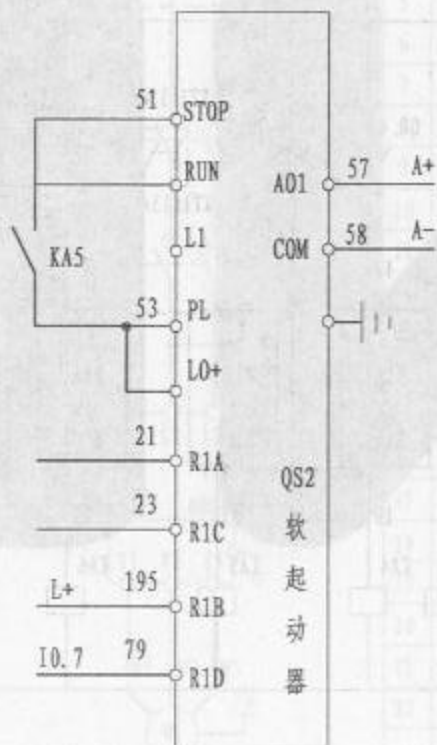 51 STOP
RUN
L1
KA5
53 PL
LO+
21 R1A
23 R1C
L+ 195 R1B
I0.7 79 R1D
AO1 57 A+
COM 58 A-
QS2
软
起
动
器